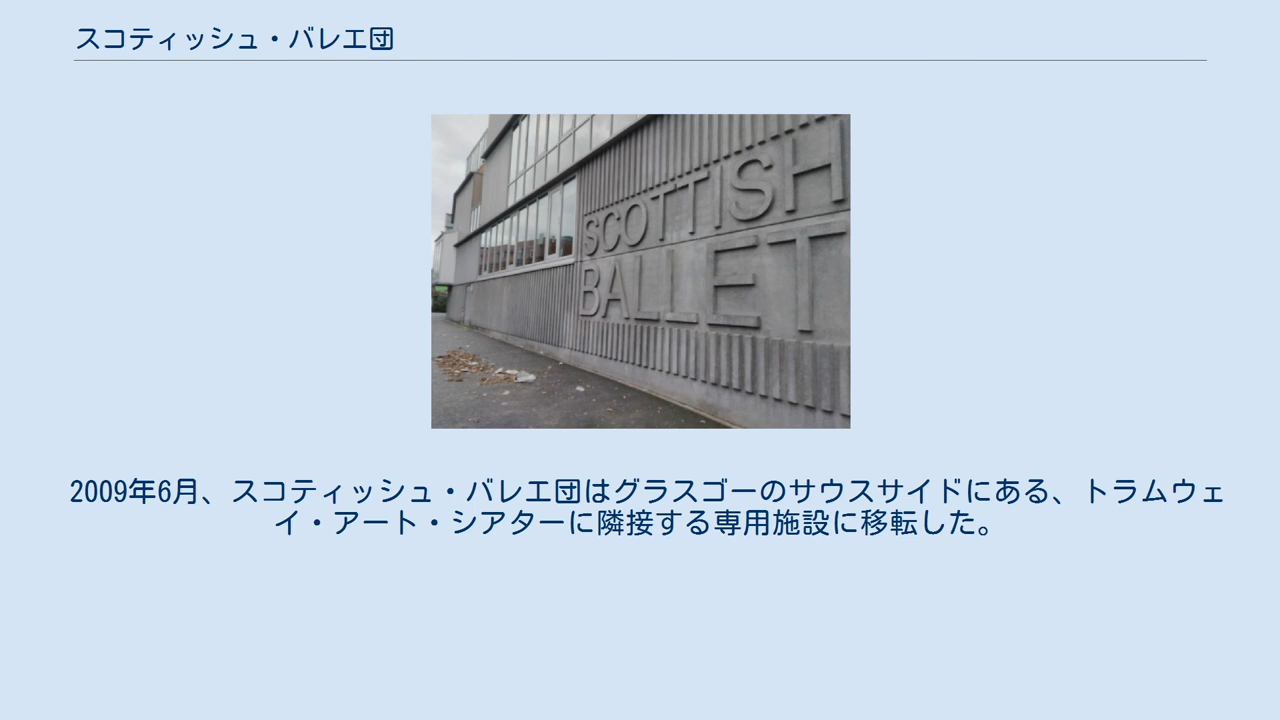 スコティッシュ・バレエ団
SCOTTISH
BALLET
2009年6月、スコティッシュ・バレエ団はグラスゴーのサウスサイドにある、トラムウェ
イ・アート・シアターに隣接する専用施設に移転した。